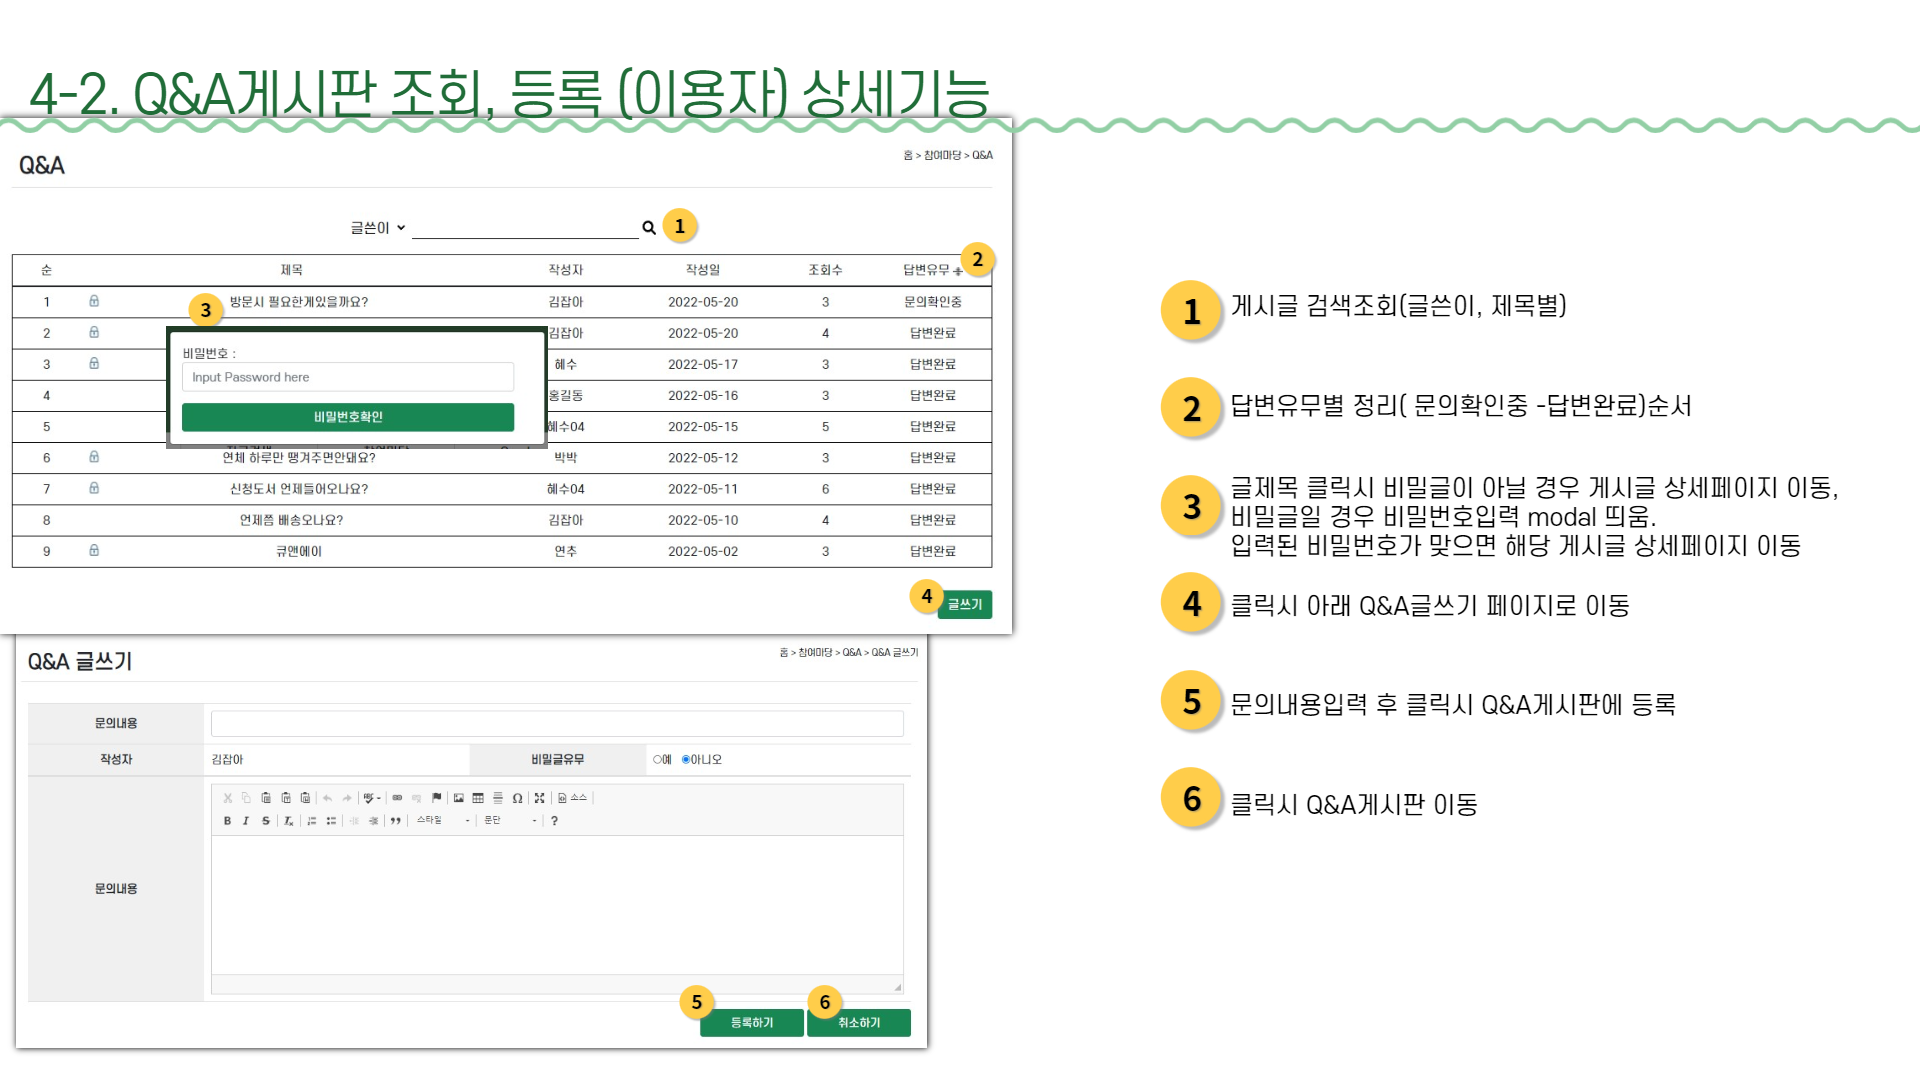 4-2. Q&A게시판 조회, 등록 (이용자) 상세기능
Q&A
홈 > 참여마당 > Q&A
글쓴이
1
2
순 제목 작성자 작성일 조회수 답변유무
1 방문시 필요한게있을까요? 김잡아 2022-05-20 3 문의확인중
3
2 김잡아 2022-05-20 4 답변완료
비밀번호 :
3 혜수 2022-05-17 3 답변완료
Input Password here
4 홍길동 2022-05-16 3 답변완료
비밀번호확인
5 혜수04 2022-05-15 5 답변완료
6 연체 하루만 땡겨주면안돼요? 박박 2022-05-12 3 답변완료
7 신청도서 언제들어오나요? 혜수04 2022-05-11 6 답변완료
8 언제쯤 배송오나요? 김잡아 2022-05-10 4 답변완료
9 큐앤에이 연추 2022-05-02 3 답변완료
4 글쓰기
Q&A 글쓰기
홈 > 참여마당 > Q&A > Q&A 글쓰기
문의내용
작성자 김잡아 비밀글유무 예 아니오
소스
B I S Ix 스타일 문단 ?
문의내용
5 6
등록하기 취소하기
1 게시글 검색조회(글쓴이, 제목별)
2 답변유무별 정리( 문의확인중 -답변완료)순서
3 글제목 클릭시 비밀글이 아닐 경우 게시글 상세페이지 이동,
비밀글일 경우 비밀번호입력 modal 띄움.
입력된 비밀번호가 맞으면 해당 게시글 상세페이지 이동
4 클릭시 아래 Q&A글쓰기 페이지로 이동
5 문의내용입력 후 클릭시 Q&A게시판에 등록
6 클릭시 Q&A게시판 이동